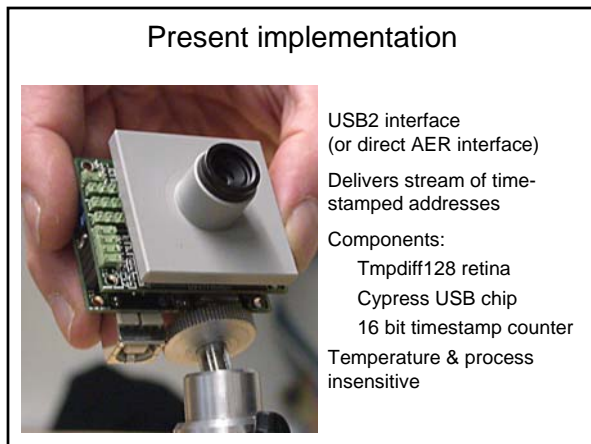 Present implementation
USB2 interface
(or direct AER interface)
Delivers stream of time-
stamped addresses
Components:
Tmpdiff128 retina
Cypress USB chip
16 bit timestamp counter
Temperature & process
insensitive